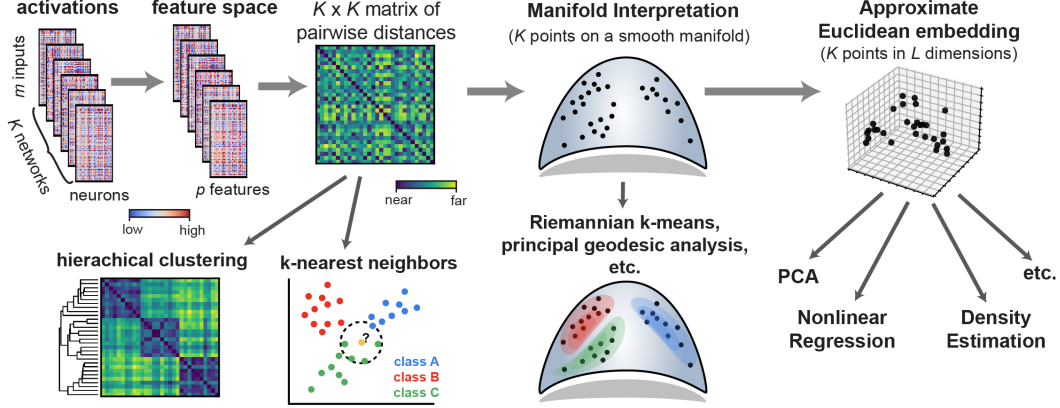 activations
feature space
K x K matrix of
pairwise distances
Manifold Interpretation
(K points on a smooth manifold)
Approximate
Euclidean embedding
(K points in L dimensions)
m inputs
K networks
neurons
p features
low
high
near
far
hierachical clustering
k-nearest neighbors
?
class A
class B
class C
Riemannian k-means,
principal geodesic analysis,
etc.
PCA
Nonlinear
Regression
Density
Estimation
etc.